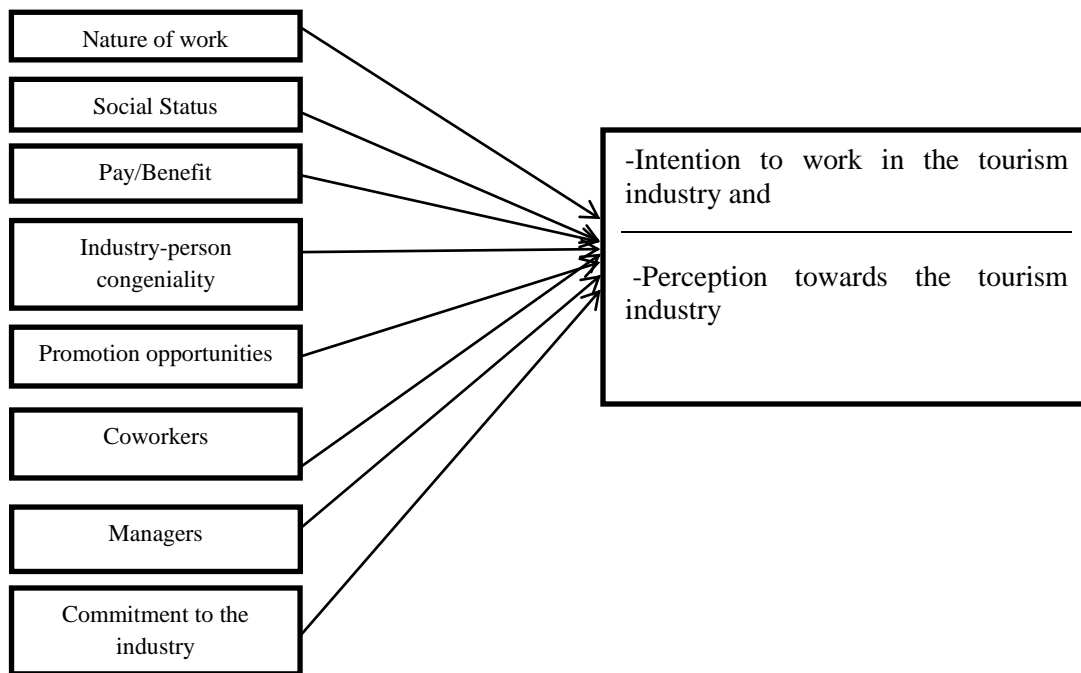 Nature of work
Social Status
Pay/Benefit
Industry-person
congeniality
Promotion opportunities
Coworkers
Managers
Commitment to the
industry
-Intention to work in the tourism
industry and
-Perception towards the tourism
industry